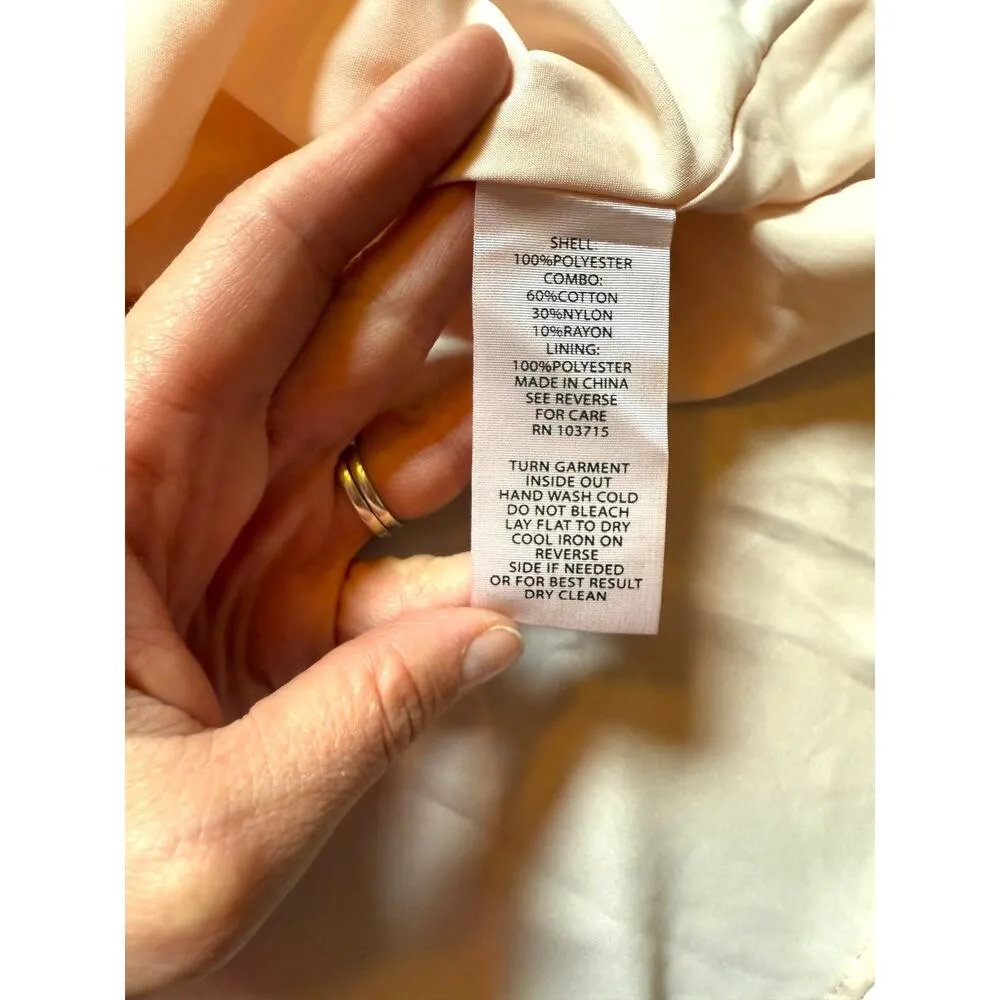 SHELL:
100%POLYESTER
COMBO:
60%COTTON
30%NYLON
10%RAYON
LINING:
100%POLYESTER
MADE IN CHINA
SEE REVERSE
FOR CARE
RN 103715
TURN GARMENT
INSIDE OUT
HAND WASH COLD
DO NOT BLEACH
LAY FLAT TO DRY
COOL IRON ON
REVERSE
SIDE IF NEEDED
OR FOR BEST RESULT
DRY CLEAN